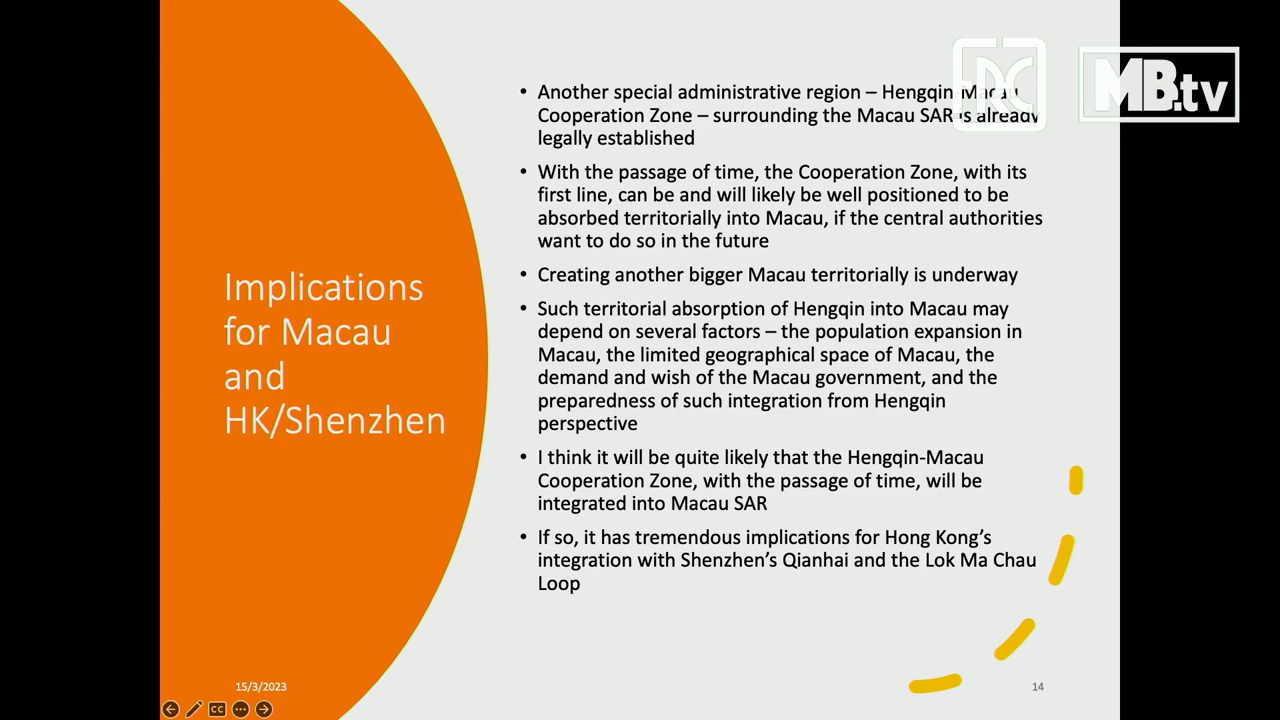 Implications
for Macau
and
HK/Shenzhen
• Another special administrative region – Hengqin-Macau
Cooperation Zone – surrounding the Macau SAR is already
legally established
• With the passage of time, the Cooperation Zone, with its
first line, can be and will likely be well positioned to be
absorbed territorially into Macau, if the central authorities
want to do so in the future
• Creating another bigger Macau territorially is underway
• Such territorial absorption of Hengqin into Macau may
depend on several factors – the population expansion in
Macau, the limited geographical space of Macau, the
demand and wish of the Macau government, and the
preparedness of such integration from Hengqin
perspective
• I think it will be quite likely that the Hengqin-Macau
Cooperation Zone, with the passage of time, will be
integrated into Macau SAR
• If so, it has tremendous implications for Hong Kong’s
integration with Shenzhen’s Qianhai and the Lok Ma Chau
Loop
15/3/2023
14
CC
RC
MB.tv